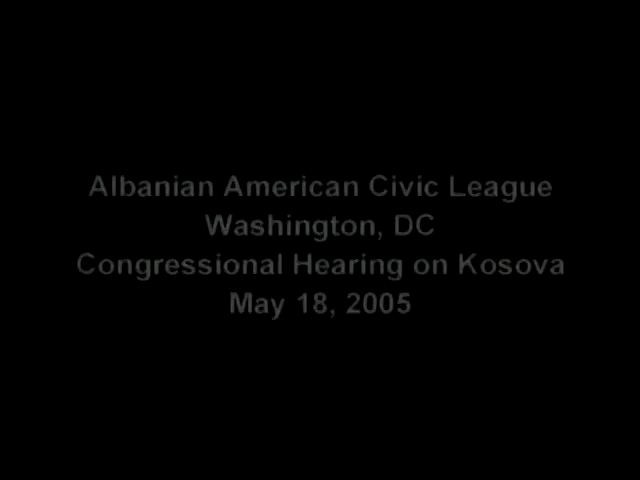 Albanian American Civic League
Washington, DC
Congressional Hearing on Kosova
May 18, 2005